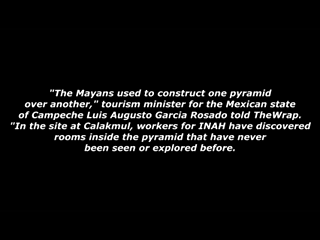 "The Mayans used to construct one pyramid
over another," tourism minister for the Mexican state
of Campeche Luis Augusto Garcia Rosado told TheWrap.
"In the site at Calakmul, workers for INAH have discovered
rooms inside the pyramid that have never
been seen or explored before.